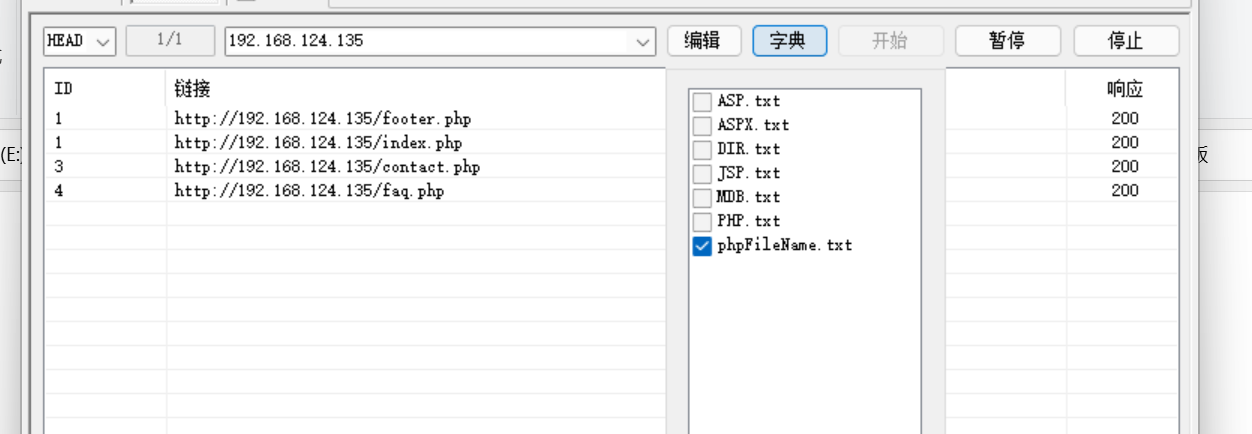 HEAD 1/1 192.168.124.135 编辑 字典 开始 暂停 停止
ID 链接 响应
1 http://192.168.124.135/footer.php 200
1 http://192.168.124.135/index.php 200
3 http://192.168.124.135/contact.php 200
4 http://192.168.124.135/faq.php 200
ASP.txt
ASPX.txt
DIR.txt
JSP.txt
MDB.txt
PHP.txt
phpFileName.txt
(E:)